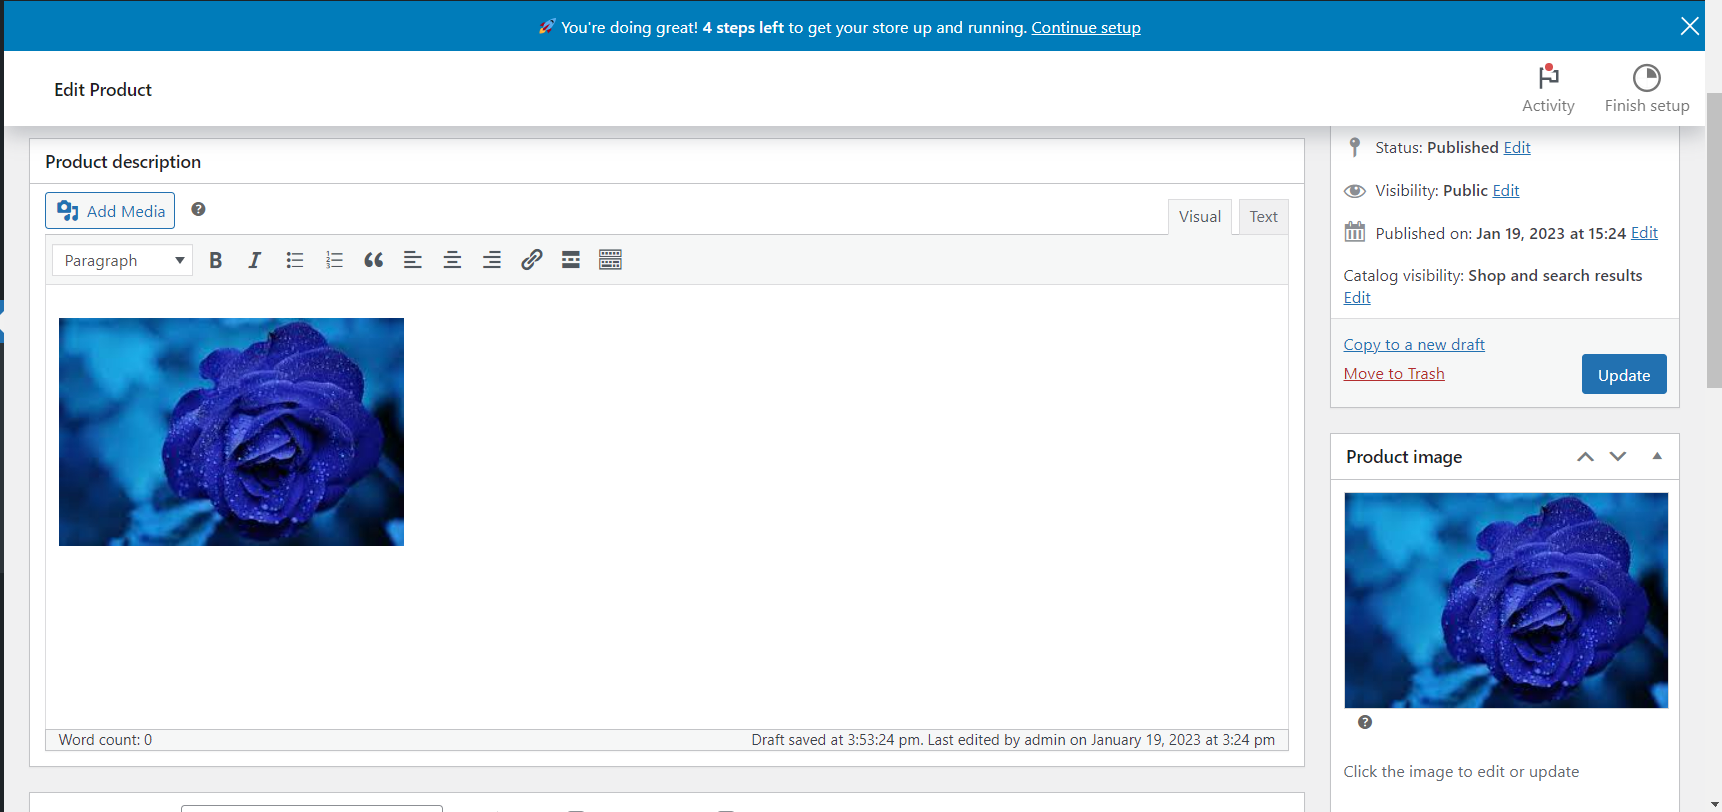 🚀 You're doing great! 4 steps left to get your store up and running. Continue setup
Edit Product
Activity
Finish setup
Product description
Add Media
Visual
Text
Paragraph
B I
Word count: 0
Draft saved at 3:53:24 pm. Last edited by admin on January 19, 2023 at 3:24 pm
Status: Published Edit
Visibility: Public Edit
Published on: Jan 19, 2023 at 15:24 Edit
Catalog visibility: Shop and search results
Edit
Copy to a new draft
Move to Trash
Update
Product image
Click the image to edit or update